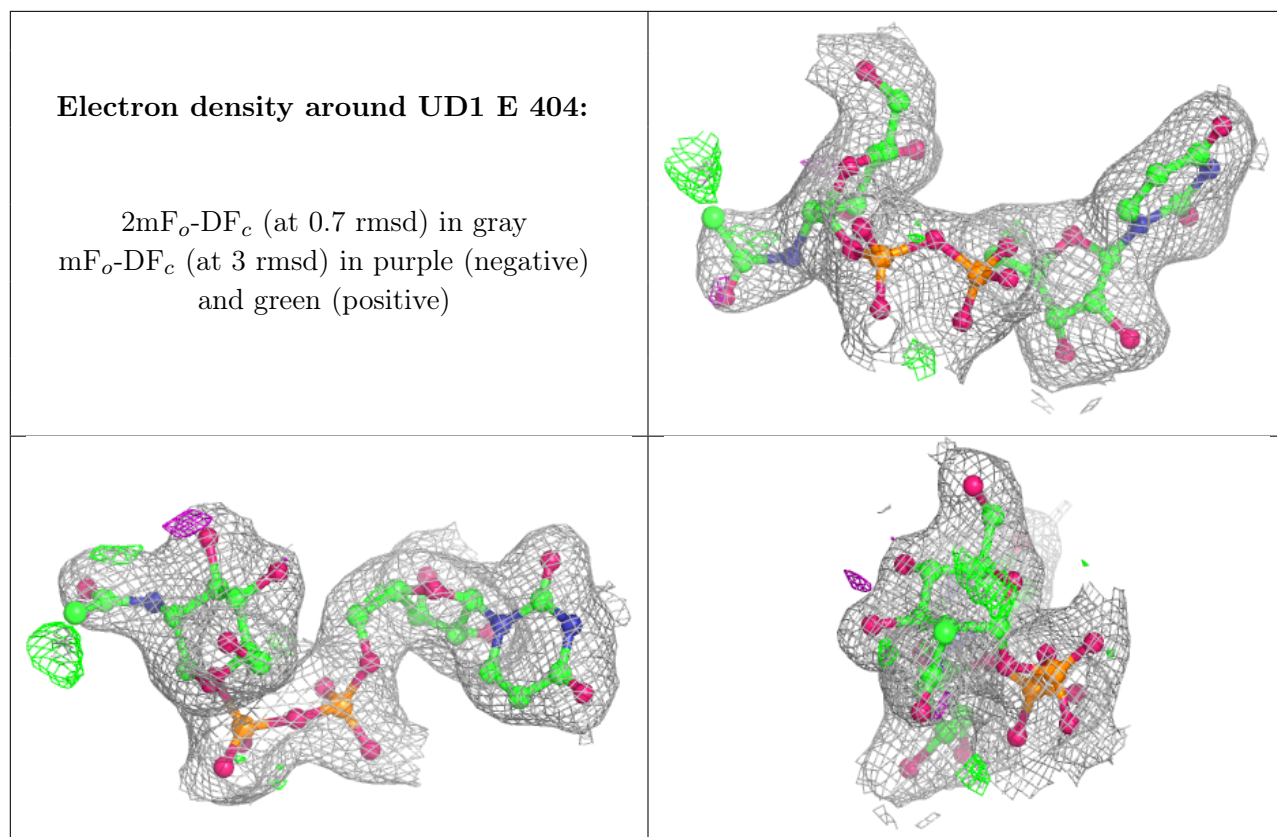 Electron density around UD1 E 404:
2mFo-DFc (at 0.7 rmsd) in gray
mFo-DFc (at 3 rmsd) in purple (negative)
and green (positive)